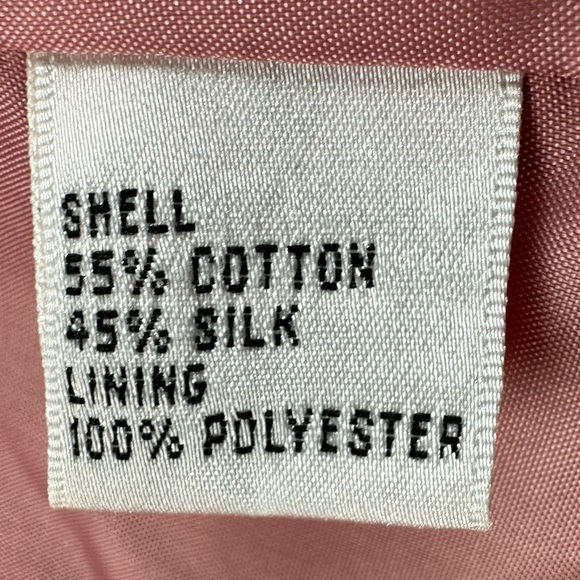 SHELL
55% COTTON
45% SILK
LINING
100% POLYESTER